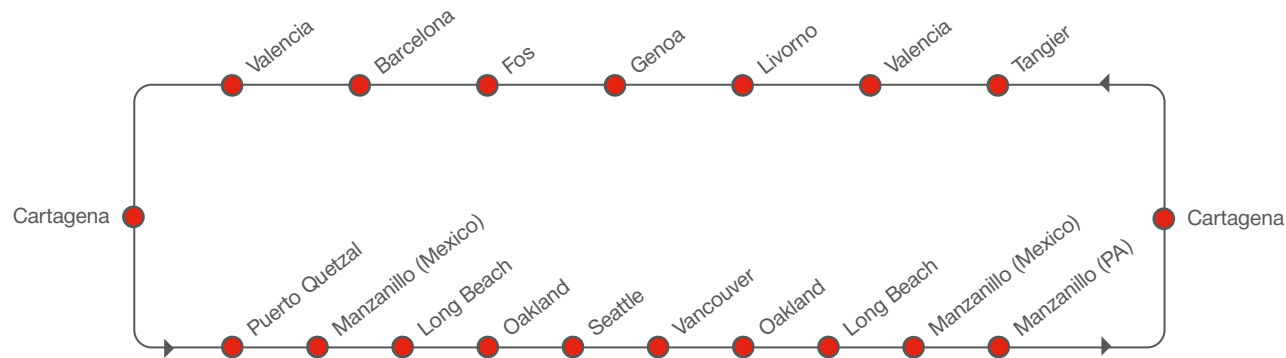 Valencia
Barcelona
Fos
Genoa
Livorno
Valencia
Tangier
Cartagena
Cartagena
Puerto Quetzal
Manzanillo (Mexico)
Long Beach
Oakland
Seattle
Vancouver
Oakland
Long Beach
Manzanillo (Mexico)
Manzanillo (PA)